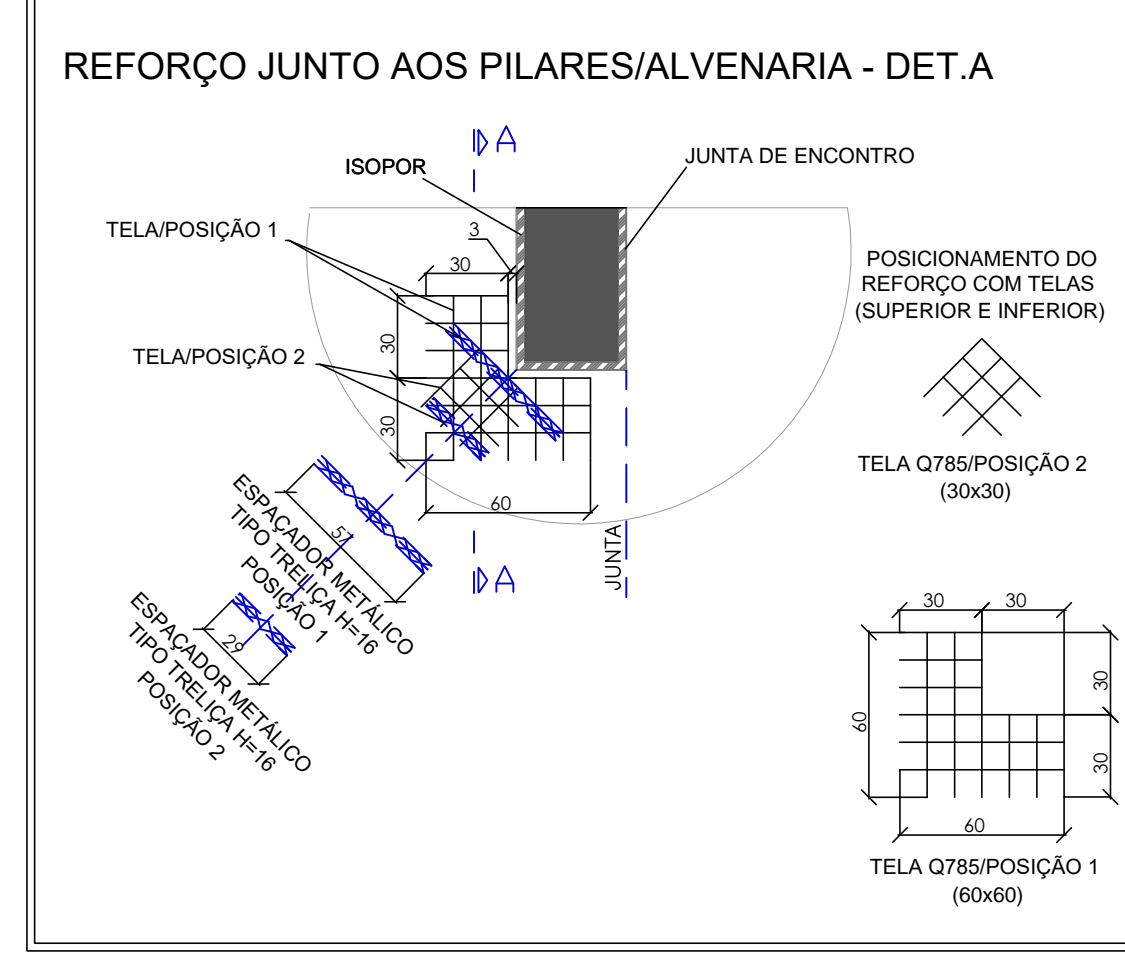 REFORÇO JUNTO AOS PILARES/ALVENARIA - DET.A
A
ISOPOR
JUNTA DE ENCONTRO
TELA/POSIÇÃO 1
3
30
30
TELA/POSIÇÃO 2
30
60
JUNTA
A
57
ESPAÇADOR METÁLICO
TIPO TRELIÇA H=16
POSIÇÃO 1
29
ESPAÇADOR METÁLICO
TIPO TRELIÇA H=16
POSIÇÃO 2
POSICIONAMENTO DO
REFORÇO COM TELAS
(SUPERIOR E INFERIOR)
TELA Q785/POSIÇÃO 2
(30x30)
30 30
60
30
30
60
TELA Q785/POSIÇÃO 1
(60x60)